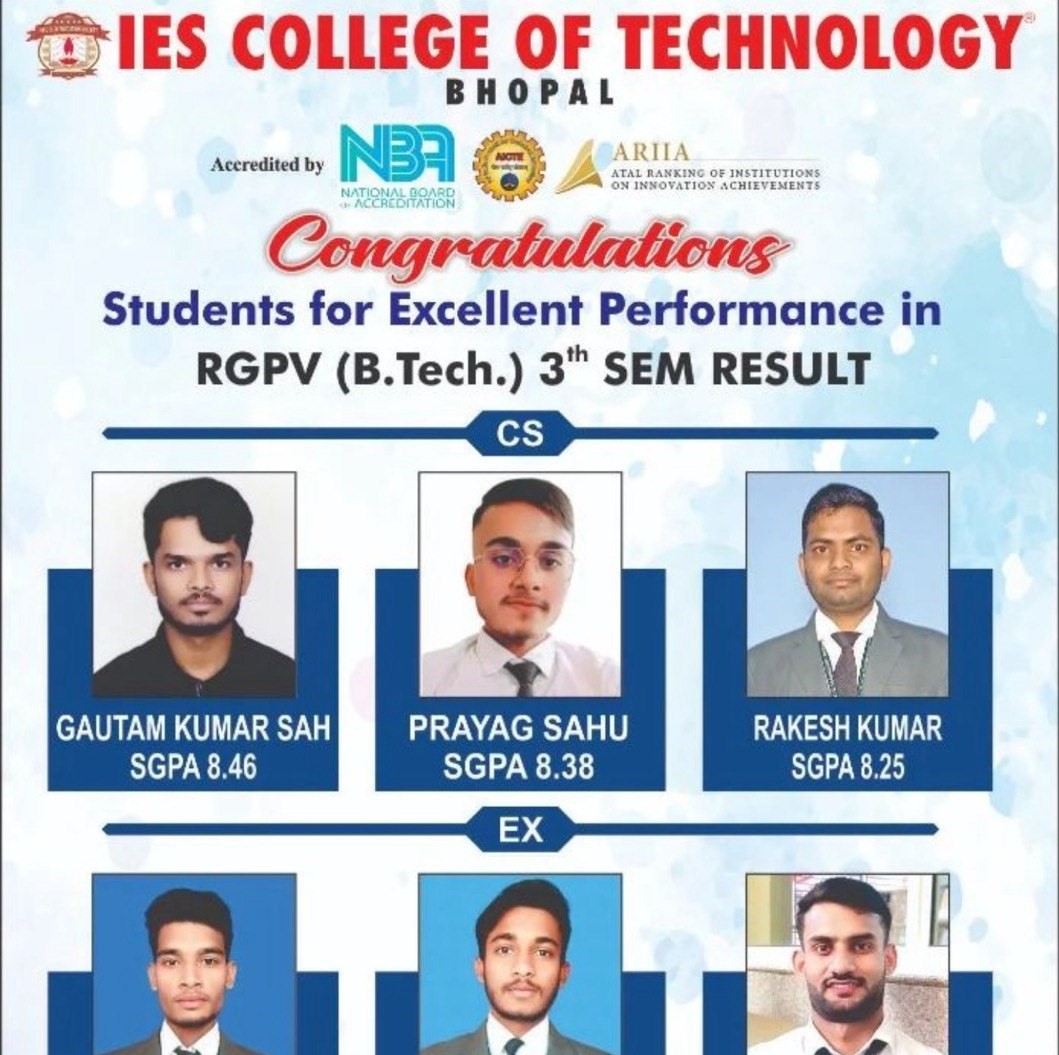 IES COLLEGE OF TECHNOLOGY®
BHOPAL
Accredited by
NBA
NATIONAL BOARD
OF ACCREDITATION
AICTE
ARIIA
ATAL RANKING OF INSTITUTIONS
ON INNOVATION ACHIEVEMENTS
Congratulations
Students for Excellent Performance in
RGPV (B.Tech.) 3th SEM RESULT
CS
GAUTAM KUMAR SAH
SGPA 8.46
PRAYAG SAHU
SGPA 8.38
RAKESH KUMAR
SGPA 8.25
EX